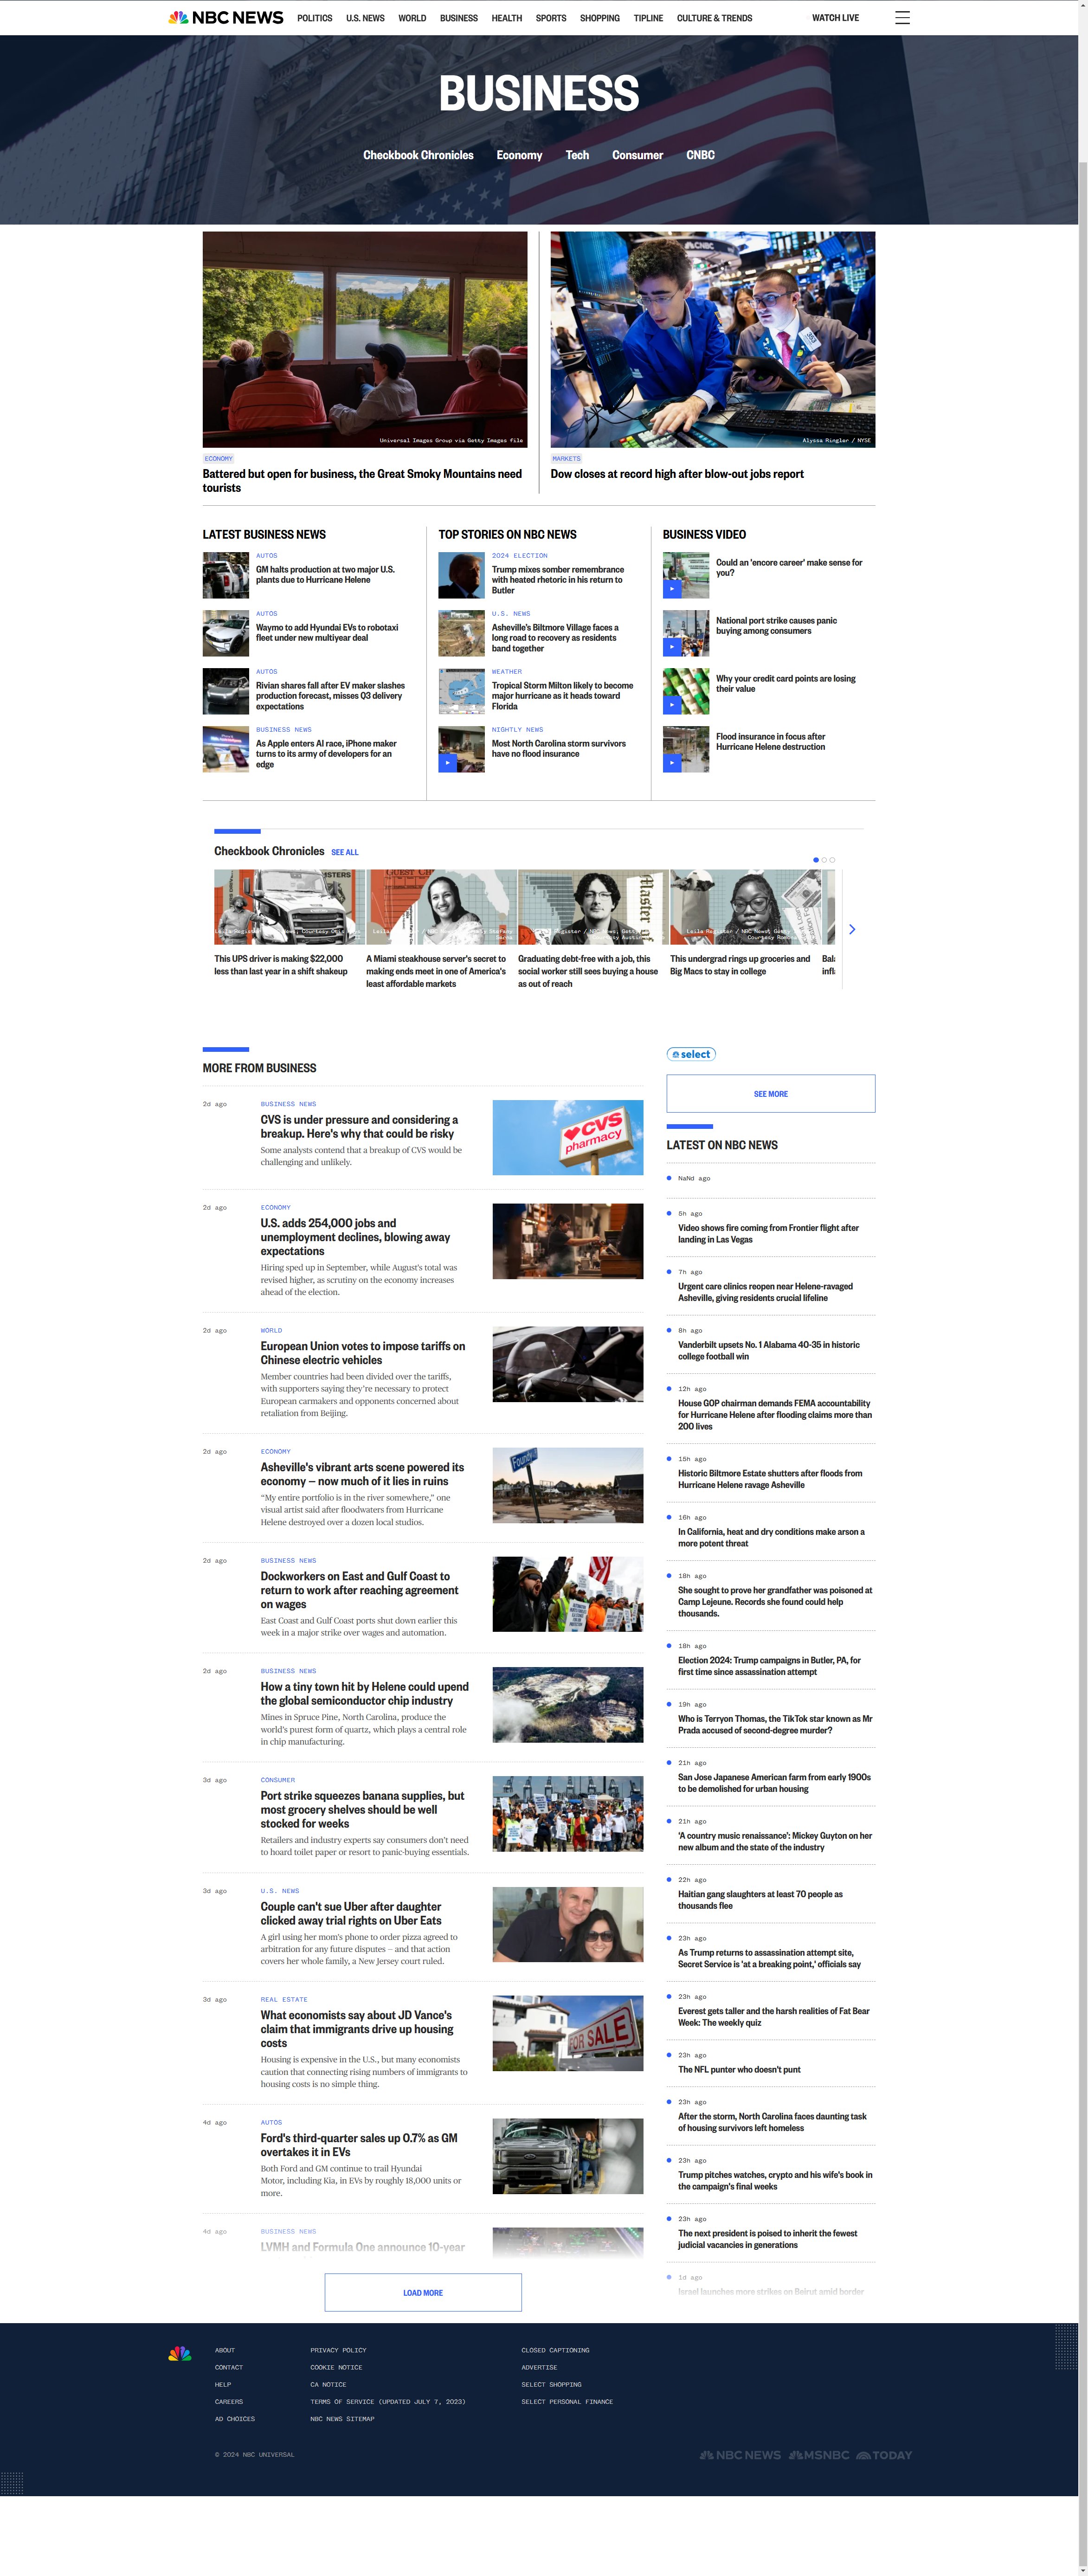 NBC NEWS
POLITICS
U.S. NEWS
WORLD
BUSINESS
HEALTH
SPORTS
SHOPPING
TIPLINE
CULTURE & TRENDS
WATCH LIVE
BUSINESS
Checkbook Chronicles
Economy
Tech
Consumer
CNBC
Universal Images Group via Getty Images file
ECONOMY
Battered but open for business, the Great Smoky Mountains need
tourists
CNBC
Alyssa Ringler / NYSE
MARKETS
Dow closes at record high after blow-out jobs report
LATEST BUSINESS NEWS
AUTOS
GM halts production at two major U.S.
plants due to Hurricane Helene
AUTOS
Waymo to add Hyundai EVs to robotaxi
fleet under new multiyear deal
AUTOS
Rivian shares fall after EV maker slashes
production forecast, misses Q3 delivery
expectations
BUSINESS NEWS
As Apple enters AI race, iPhone maker
turns to its army of developers for an
edge
TOP STORIES ON NBC NEWS
2024 ELECTION
Trump mixes somber remembrance
with heated rhetoric in his return to
Butler
U.S. NEWS
Asheville's Biltmore Village faces a
long road to recovery as residents
band together
WEATHER
Tropical Storm Milton likely to become
major hurricane as it heads toward
Florida
NIGHTLY NEWS
Most North Carolina storm survivors
have no flood insurance
BUSINESS VIDEO
Could an 'encore career' make sense for
you?
National port strike causes panic
buying among consumers
Why your credit card points are losing
their value
Flood insurance in focus after
Hurricane Helene destruction
Checkbook Chronicles
SEE ALL
This UPS driver is making $22,000
less than last year in a shift shakeup
A Miami steakhouse server's secret to
making ends meet in one of America's
least affordable markets
Master
Graduating debt-free with a job, this
social worker still sees buying a house
as out of reach
This undergrad rings up groceries and
Big Macs to stay in college
MORE FROM BUSINESS
2d ago
BUSINESS NEWS
CVS is under pressure and considering a
breakup. Here's why that could be risky
Some analysts contend that a breakup of CVS would be
challenging and unlikely.
CVS
pharmacy
2d ago
ECONOMY
U.S. adds 254,000 jobs and
unemployment declines, blowing away
expectations
Hiring sped up in September, while August's total was
revised higher, as scrutiny on the economy increases
ahead of the election.
2d ago
WORLD
European Union votes to impose tariffs on
Chinese electric vehicles
Member countries had been divided over the tariffs,
with supporters saying they're necessary to protect
European carmakers and opponents concerned about
retaliation from Beijing.
2d ago
ECONOMY
Asheville's vibrant arts scene powered its
economy — now much of it lies in ruins
“My entire portfolio is in the river somewhere,” one
visual artist said after floodwaters from Hurricane
Helene destroyed over a dozen local studios.
2d ago
BUSINESS NEWS
Dockworkers on East and Gulf Coast to
return to work after reaching agreement
on wages
East Coast and Gulf Coast ports shut down earlier this
week in a major strike over wages and automation.
2d ago
BUSINESS NEWS
How a tiny town hit by Helene could upend
the global semiconductor chip industry
Mines in Spruce Pine, North Carolina, produce the
world's purest form of quartz, which plays a central role
in chip manufacturing.
3d ago
CONSUMER
Port strike squeezes banana supplies, but
most grocery shelves should be well
stocked for weeks
Retailers and industry experts say consumers don't need
to hoard toilet paper or resort to panic-buying essentials.
3d ago
U.S. NEWS
Couple can't sue Uber after daughter
clicked away trial rights on Uber Eats
A girl using her mom's phone to order pizza agreed to
arbitration for any future disputes — and that action
covers her whole family, a New Jersey court ruled.
3d ago
REAL ESTATE
What economists say about JD Vance's
claim that immigrants drive up housing
costs
Housing is expensive in the U.S., but many economists
caution that connecting rising numbers of immigrants to
housing costs is no simple thing.
FOR SALE
4d ago
AUTOS
Ford's third-quarter sales up 0.7% as GM
overtakes it in EVs
Both Ford and GM continue to trail Hyundai
Motor, including Kia, in EVs by roughly 18,000 units or
more.
4d ago
BUSINESS NEWS
LVMH and Formula One announce 10-year
LOAD MORE
select
SEE MORE
LATEST ON NBC NEWS
NaNd ago
5h ago
Video shows fire coming from Frontier flight after
landing in Las Vegas
7h ago
Urgent care clinics reopen near Helene-ravaged
Asheville, giving residents crucial lifeline
8h ago
Vanderbilt upsets No. 1 Alabama 40-35 in historic
college football win
12h ago
House GOP chairman demands FEMA accountability
for Hurricane Helene after flooding claims more than
200 lives
15h ago
Historic Biltmore Estate shutters after floods from
Hurricane Helene ravage Asheville
16h ago
In California, heat and dry conditions make arson a
more potent threat
18h ago
She sought to prove her grandfather was poisoned at
Camp Lejeune. Records she found could help
thousands.
18h ago
Election 2024: Trump campaigns in Butler, PA, for
first time since assassination attempt
19h ago
Who is Terryon Thomas, the TikTok star known as Mr
Prada accused of second-degree murder?
21h ago
San Jose Japanese American farm from early 1900s
to be demolished for urban housing
21h ago
'A country music renaissance': Mickey Guyton on her
new album and the state of the industry
22h ago
Haitian gang slaughters at least 70 people as
thousands flee
23h ago
As Trump returns to assassination attempt site,
Secret Service is 'at a breaking point,' officials say
23h ago
Everest gets taller and the harsh realities of Fat Bear
Week: The weekly quiz
23h ago
The NFL punter who doesn't punt
23h ago
After the storm, North Carolina faces daunting task
of housing survivors left homeless
23h ago
Trump pitches watches, crypto and his wife's book in
the campaign's final weeks
23h ago
The next president is poised to inherit the fewest
judicial vacancies in generations
1d ago
Israel launches more strikes on Beirut amid border
ABOUT
CONTACT
HELP
CAREERS
AD CHOICES
PRIVACY POLICY
COOKIE NOTICE
CA NOTICE
TERMS OF SERVICE (UPDATED JULY 7, 2023)
NBC NEWS SITEMAP
CLOSED CAPTIONING
ADVERTISE
SELECT SHOPPING
SELECT PERSONAL FINANCE
© 2024 NBC UNIVERSAL
NBC NEWS
MSNBC
TODAY